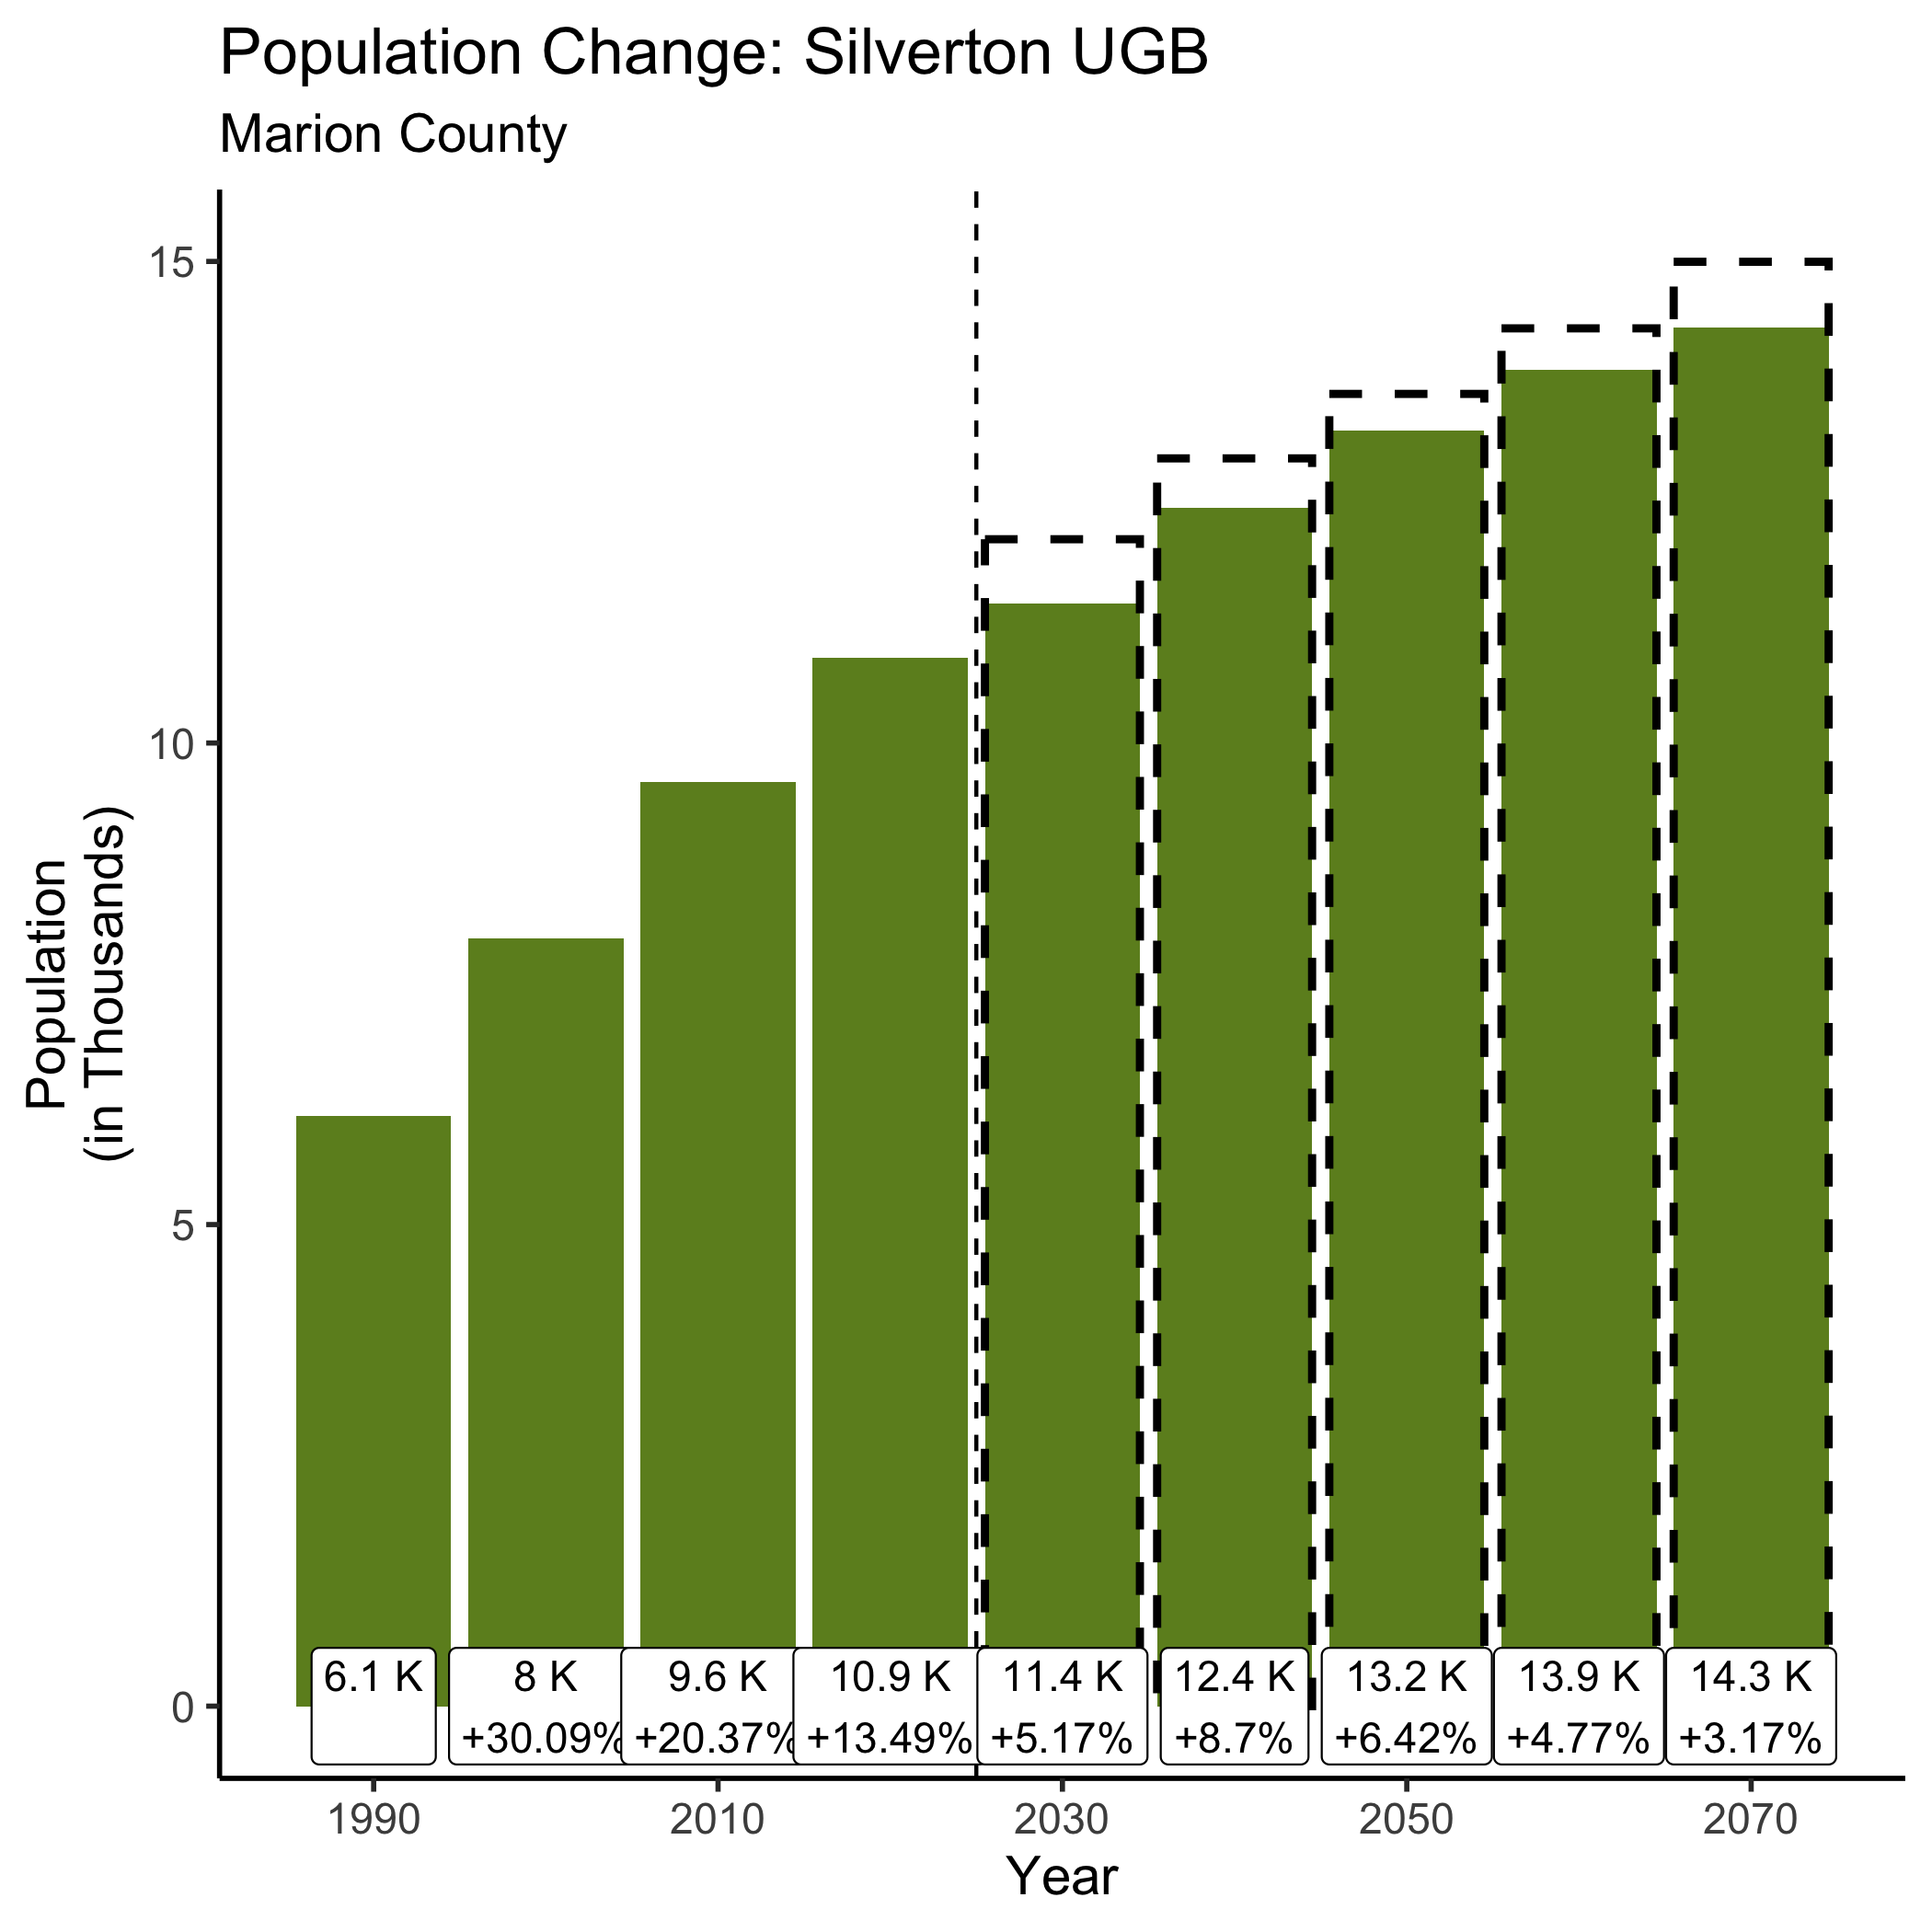 Population Change: Silverton UGB
Marion County
Population
(in Thousands)
15
10
5
0
6.1 K
8 K
+30.09%
9.6 K
+20.37%
10.9 K
+13.49%
11.4 K
+5.17%
12.4 K
+8.7%
13.2 K
+6.42%
13.9 K
+4.77%
14.3 K
+3.17%
1990
2010
2030
2050
2070
Year